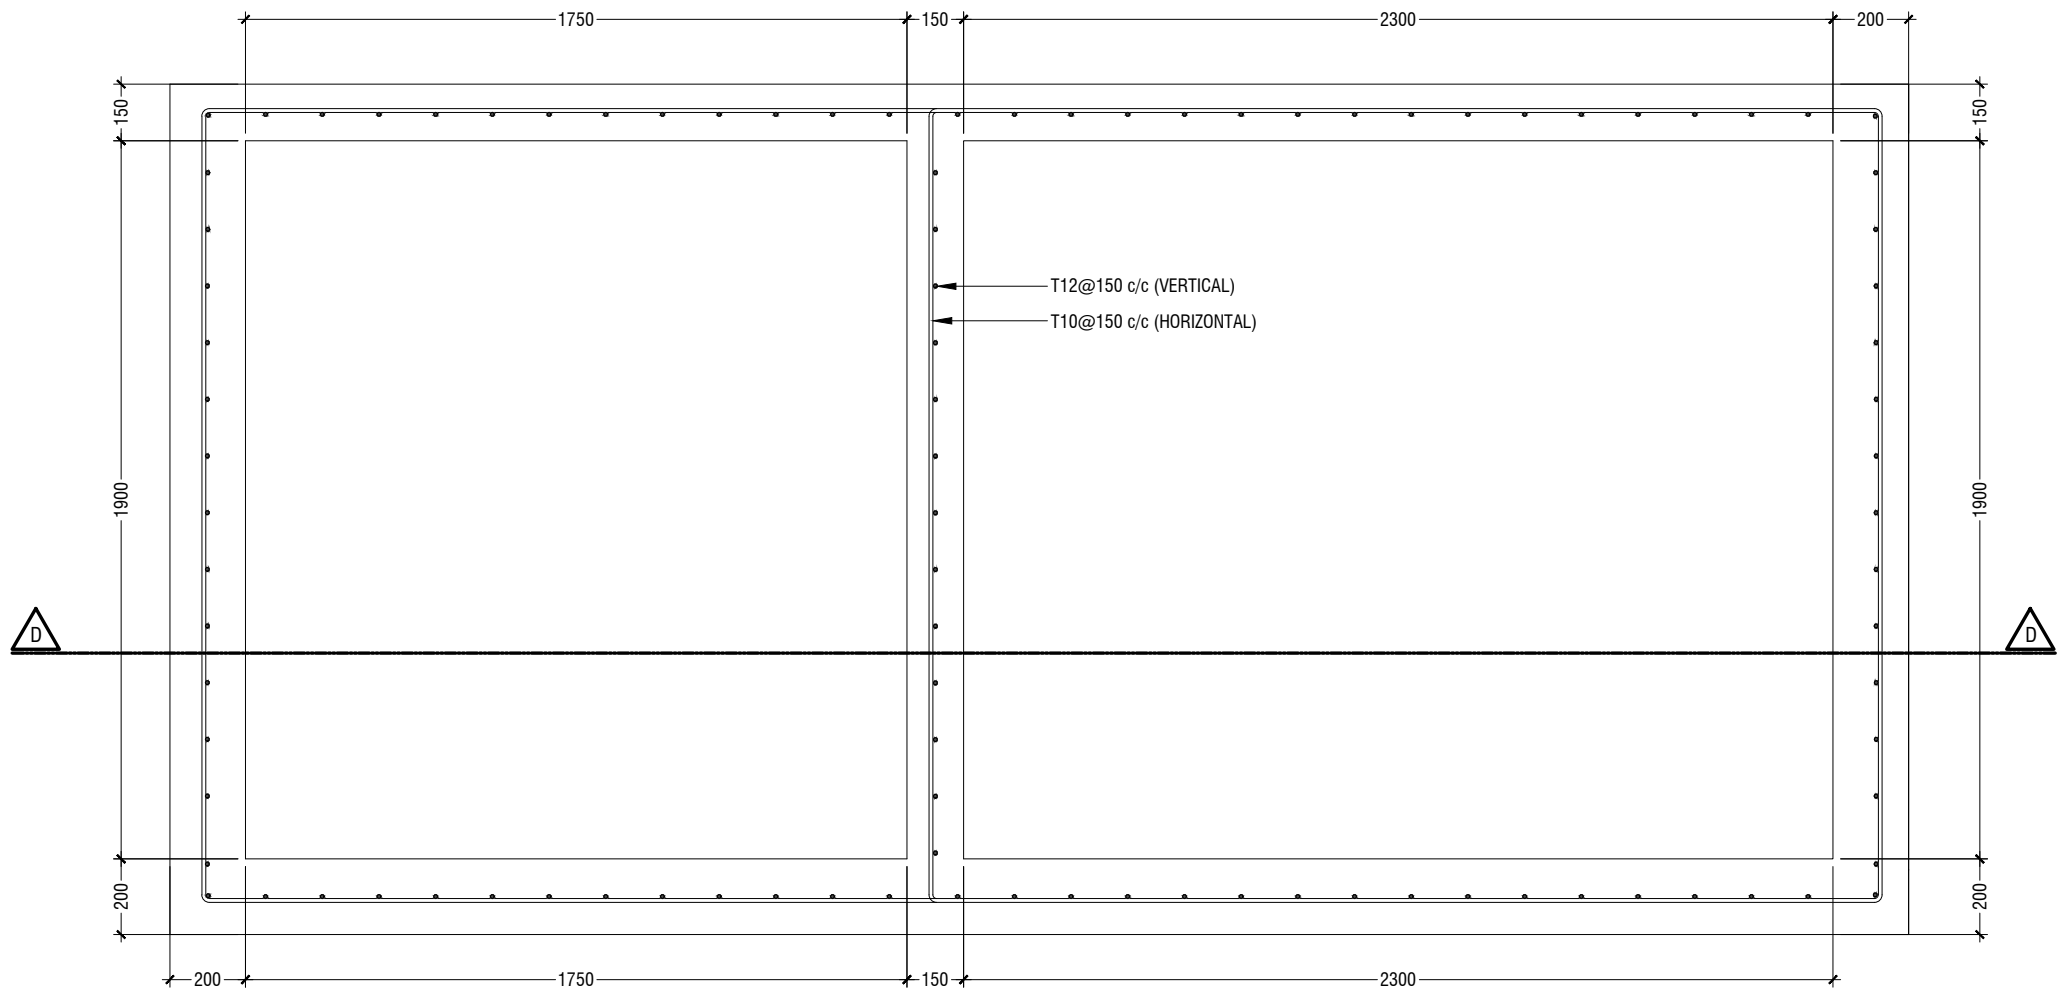 1750 150 2300 200
150 150
T12@150 c/c (VERTICAL)
T10@150 c/c (HORIZONTAL)
1900 1900
D D
200 200
200 1750 150 2300